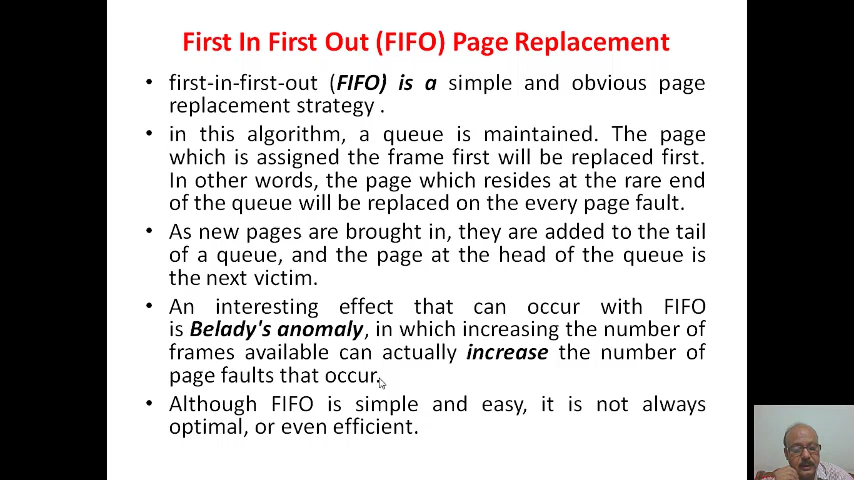 First In First Out (FIFO) Page Replacement
• first-in-first-out (FIFO) is a simple and obvious page
replacement strategy .
• in this algorithm, a queue is maintained. The page
which is assigned the frame first will be replaced first.
In other words, the page which resides at the rare end
of the queue will be replaced on the every page fault.
• As new pages are brought in, they are added to the tail
of a queue, and the page at the head of the queue is
the next victim.
• An interesting effect that can occur with FIFO
is Belady's anomaly, in which increasing the number of
frames available can actually increase the number of
page faults that occur.
• Although FIFO is simple and easy, it is not always
optimal, or even efficient.